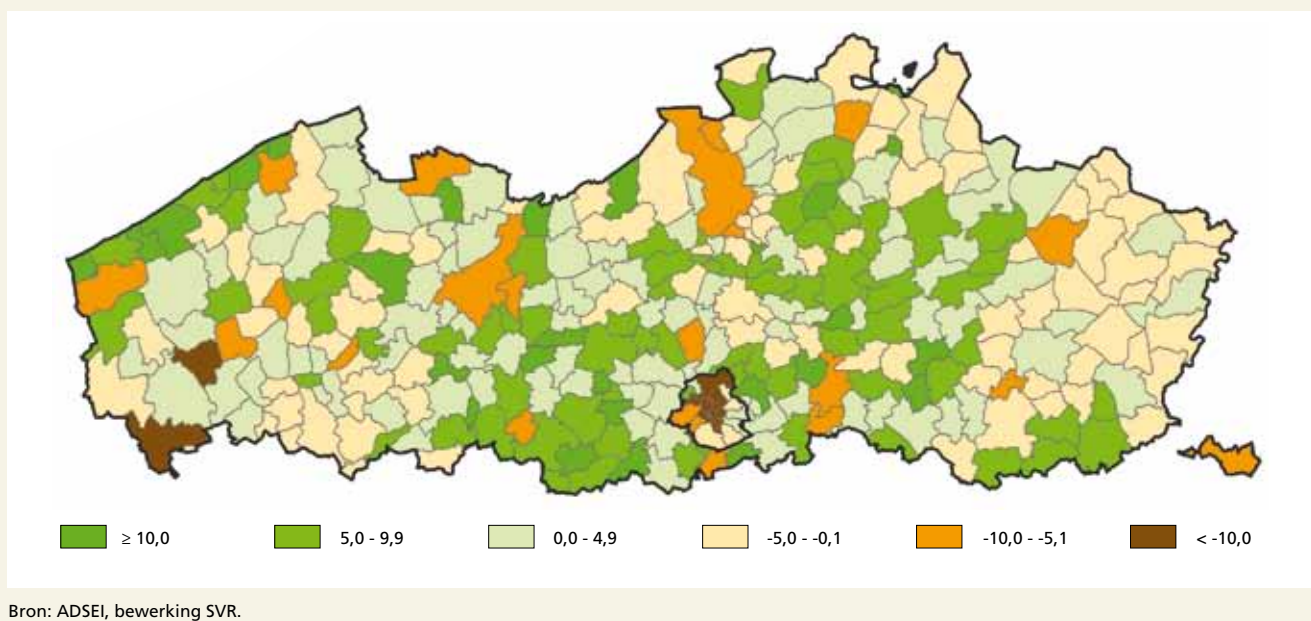 ≥ 10,0 5,0 - 9,9 0,0 - 4,9 -5,0 - -0,1 -10,0 - -5,1 < -10,0
Bron: ADSEI, bewerking SVR.